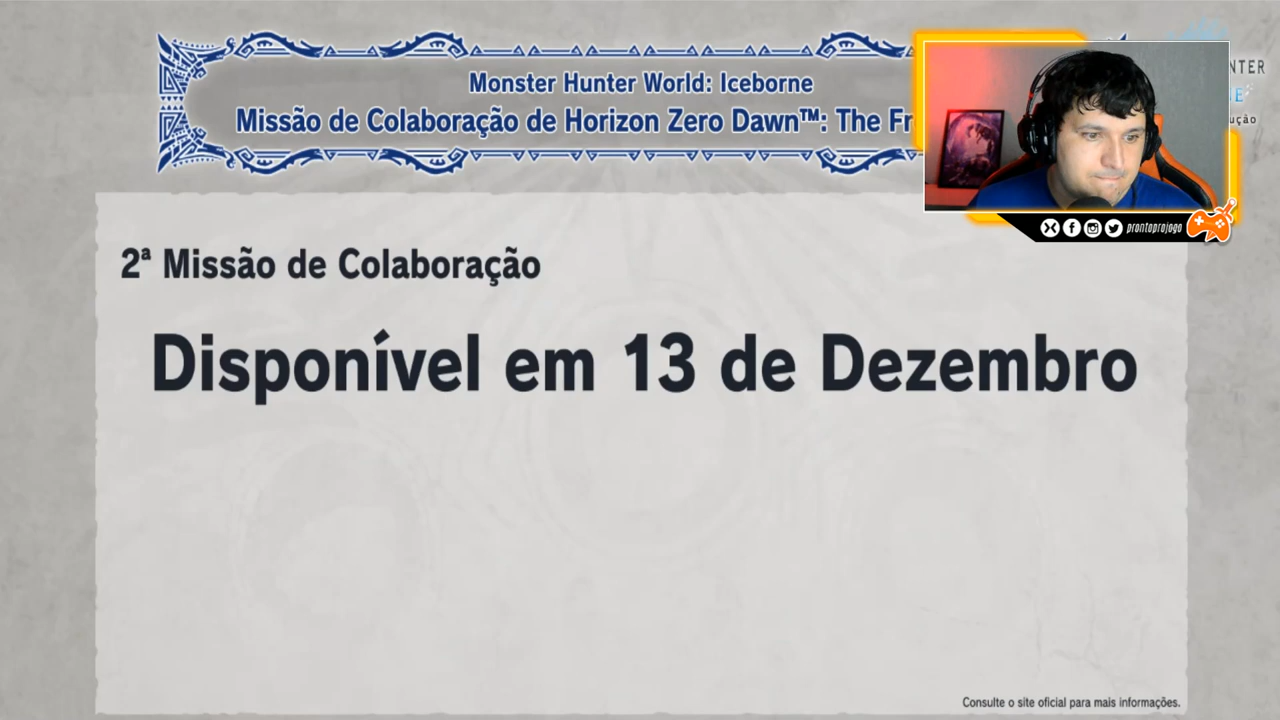 Monster Hunter World: Iceborne
Missão de Colaboração de Horizon Zero Dawn™: The Fr
2ª Missão de Colaboração
Disponível em 13 de Dezembro
prontoprojogo
Consulte o site oficial para mais informações.